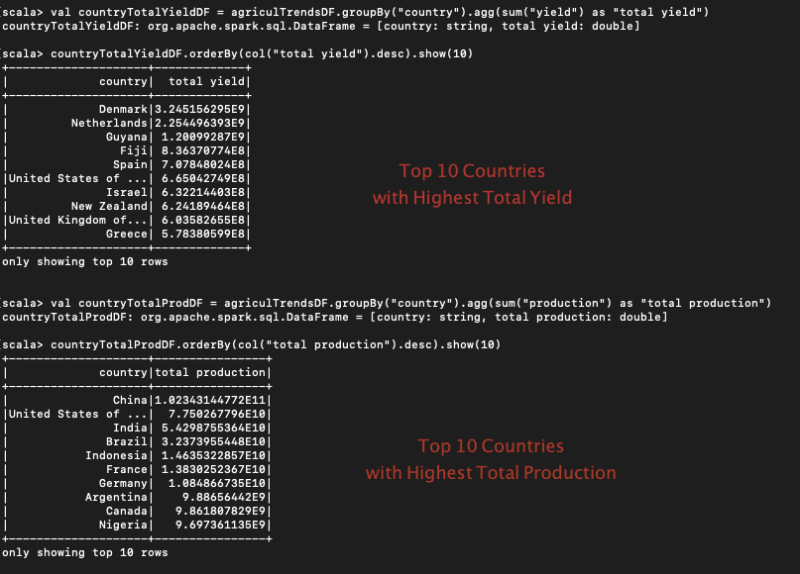 scala> val countryTotalYieldDF = agriculTrendsDF.groupBy("country").agg(sum("yield") as "total yield")
countryTotalYieldDF: org.apache.spark.sql.DataFrame = [country: string, total yield: double]
scala> countryTotalYieldDF.orderBy(col("total yield").desc).show(10)
+--------------------+-------------+
|             country|  total yield|
+--------------------+-------------+
|             Denmark|3.245156295E9|
|         Netherlands|2.254496393E9|
|              Guyana| 1.20099287E9|
|                Fiji| 8.36370774E8|
|               Spain| 7.07848024E8|
|United States of ...| 6.65042749E8|
|              Israel| 6.32214403E8|
|         New Zealand| 6.24189464E8|
|United Kingdom of...| 6.03582655E8|
|              Greece| 5.78380599E8|
+--------------------+-------------+
only showing top 10 rows
Top 10 Countries
with Highest Total Yield
scala> val countryTotalProdDF = agriculTrendsDF.groupBy("country").agg(sum("production") as "total production")
countryTotalProdDF: org.apache.spark.sql.DataFrame = [country: string, total production: double]
scala> countryTotalProdDF.orderBy(col("total production").desc).show(10)
+--------------------+----------------+
|             country|total production|
+--------------------+----------------+
|               China|1.02343144772E11|
|United States of ...|  7.750267796E10|
|               India| 5.4298755364E10|
|              Brazil| 3.2373955448E10|
|           Indonesia| 1.4635322857E10|
|              France| 1.3830252367E10|
|             Germany|  1.084866735E10|
|           Argentina|    9.88656442E9|
|              Canada|   9.861807829E9|
|             Nigeria|   9.697361135E9|
+--------------------+----------------+
only showing top 10 rows
Top 10 Countries
with Highest Total Production